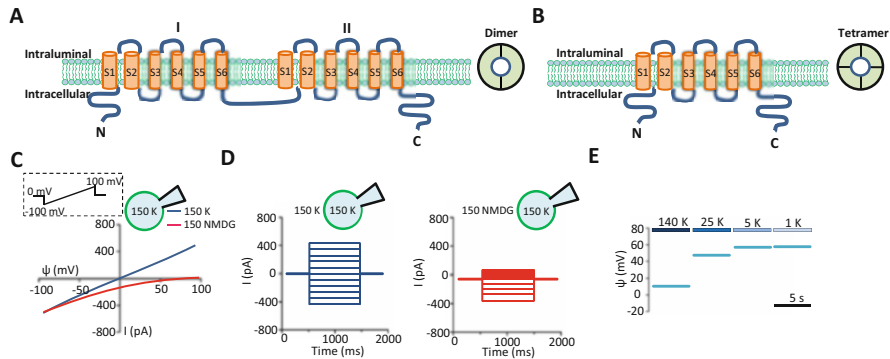 A
I
II
Intraluminal
Intracellular
S1 S2 S3 S4 S5 S6
S1 S2 S3 S4 S5 S6
N
C
Dimer
B
Intraluminal
Intracellular
S1 S2 S3 S4 S5 S6
N
C
Tetramer
C
0 mV
100 mV
-100 mV
150 K
150 K
150 NMDG
800
400
ψ (mV)
-100 -50 0 50 100
-400
-800
I (pA)
D
150 K 150 K
I (pA)
800
400
0
-400
-800
0 1000 2000
Time (ms)
150 NMDG 150 K
I (pA)
800
400
0
-400
-800
0 1000 2000
Time (ms)
E
140 K 25 K 5 K 1 K
ψ (mV)
80
60
40
20
0
-20
5 s